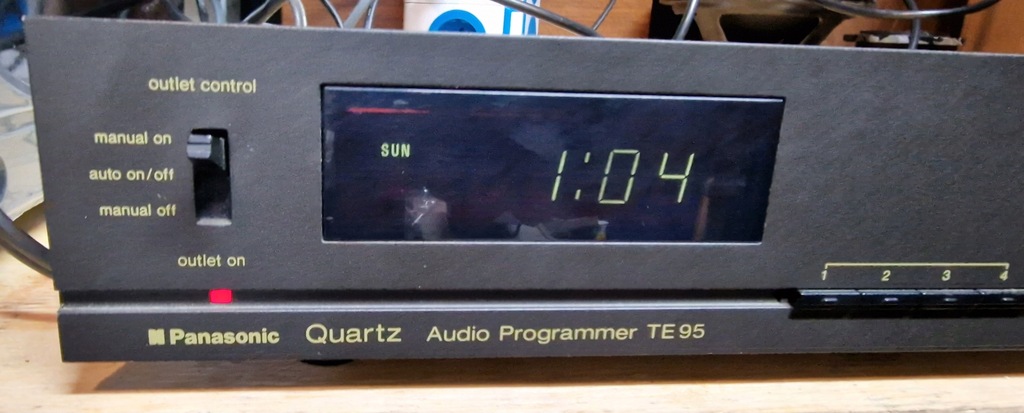 outlet control
manual on
auto on/off
manual off
outlet on
SUN
1:04
1 2 3 4
Panasonic Quartz Audio Programmer TE95